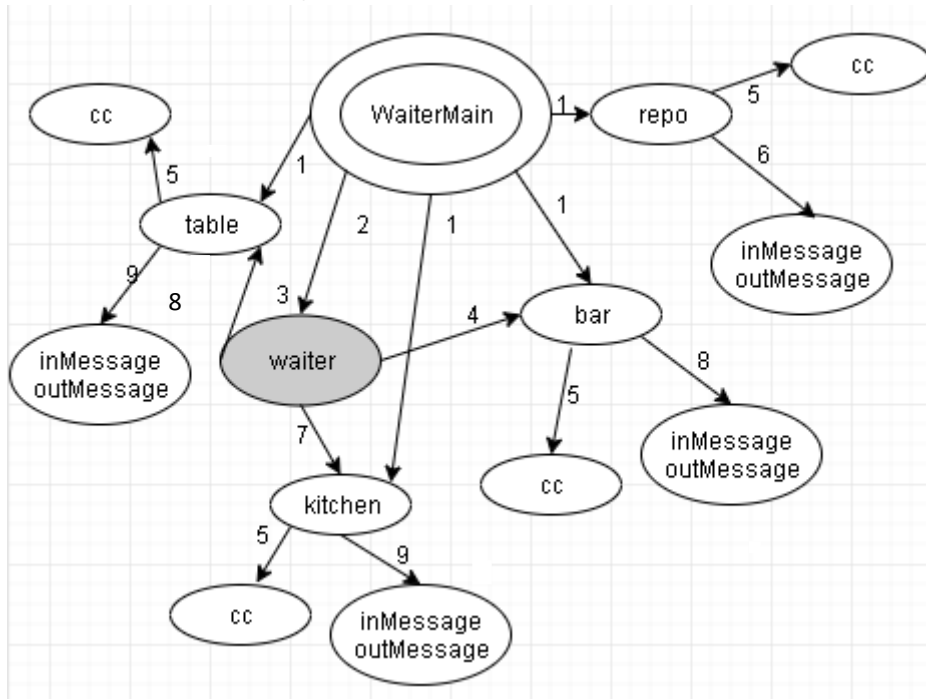 WaiterMain
1
repo
5
cc
6
inMessage
outMessage
cc
5
1
table
2
1
1
9
8
inMessage
outMessage
3
waiter
4
bar
8
5
inMessage
outMessage
cc
7
kitchen
5
9
cc
inMessage
outMessage